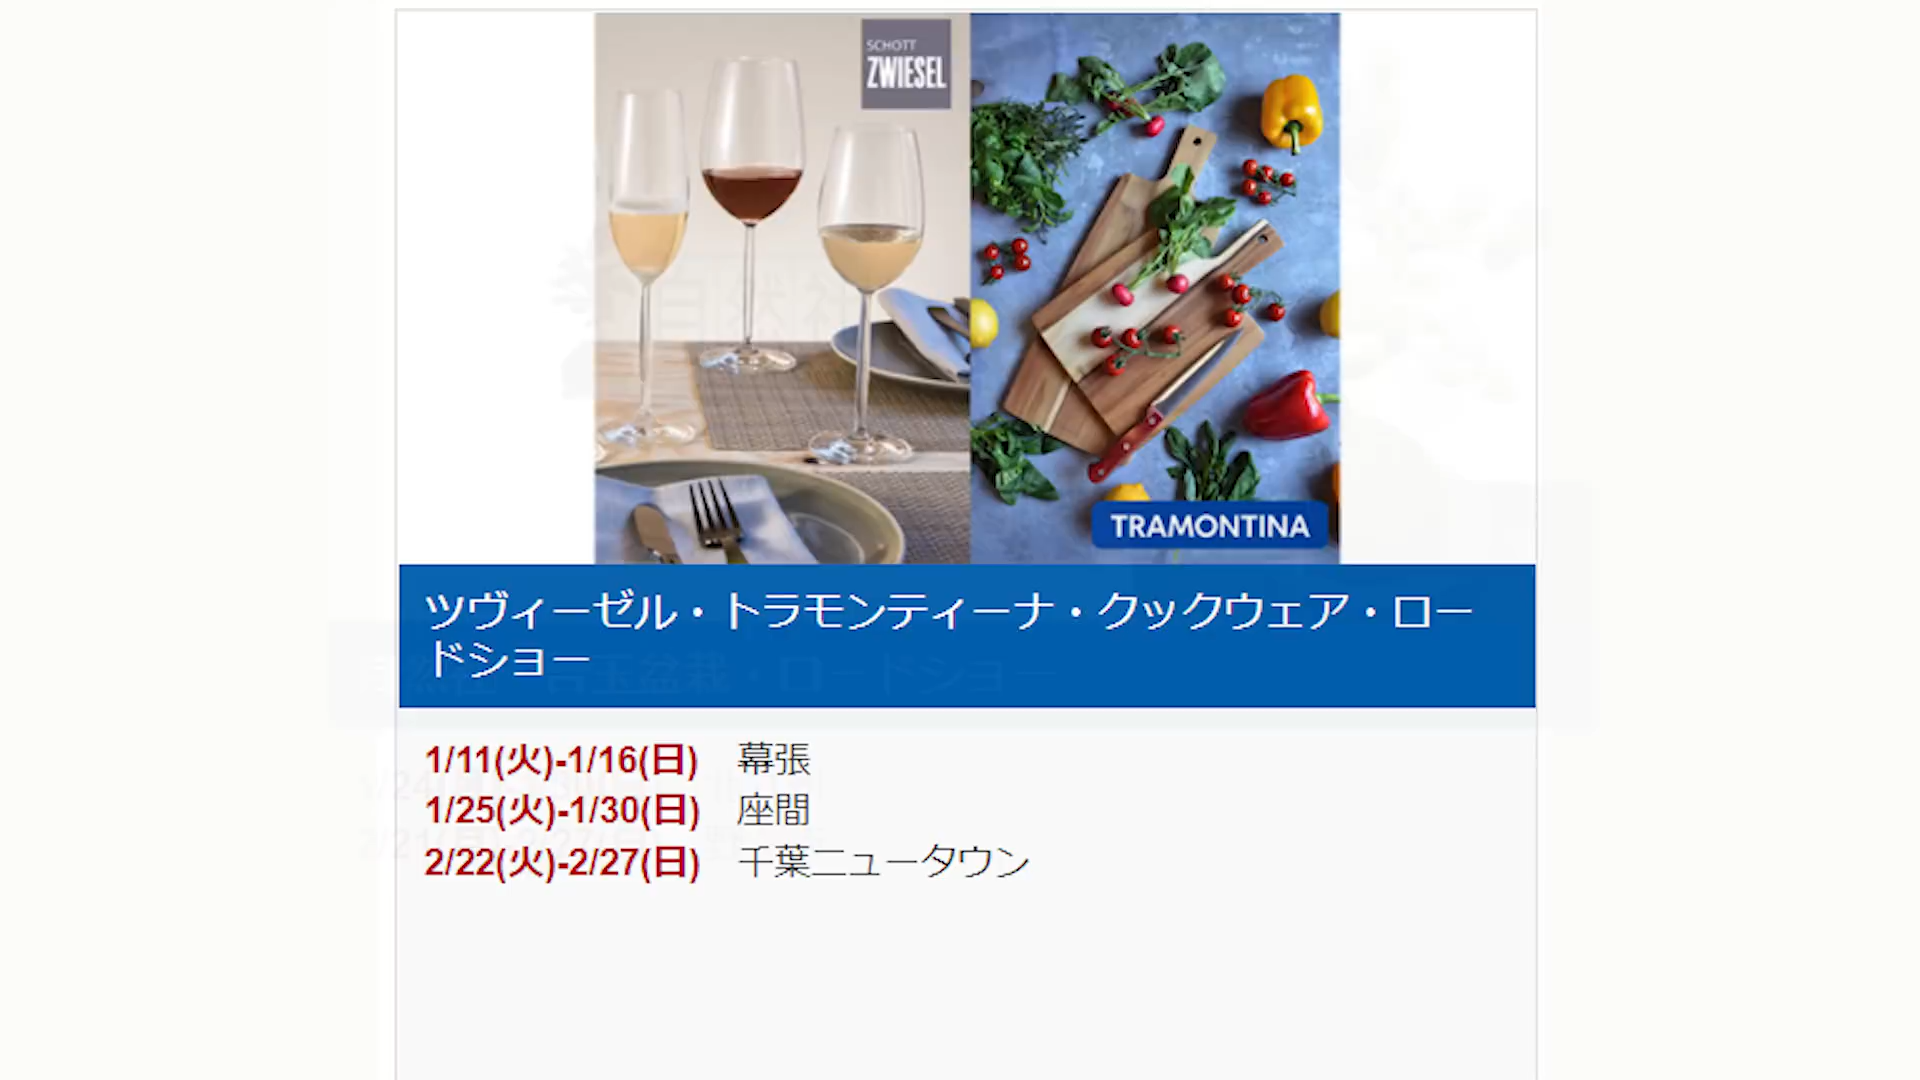 SCHOTT
ZWIESEL
TRAMONTINA
ツヴィーゼル・トラモンティーナ・クックウェア・ロー
ドショー
1/11(火)-1/16(日) 幕張
1/25(火)-1/30(日) 座間
2/22(火)-2/27(日) 千葉ニュータウン